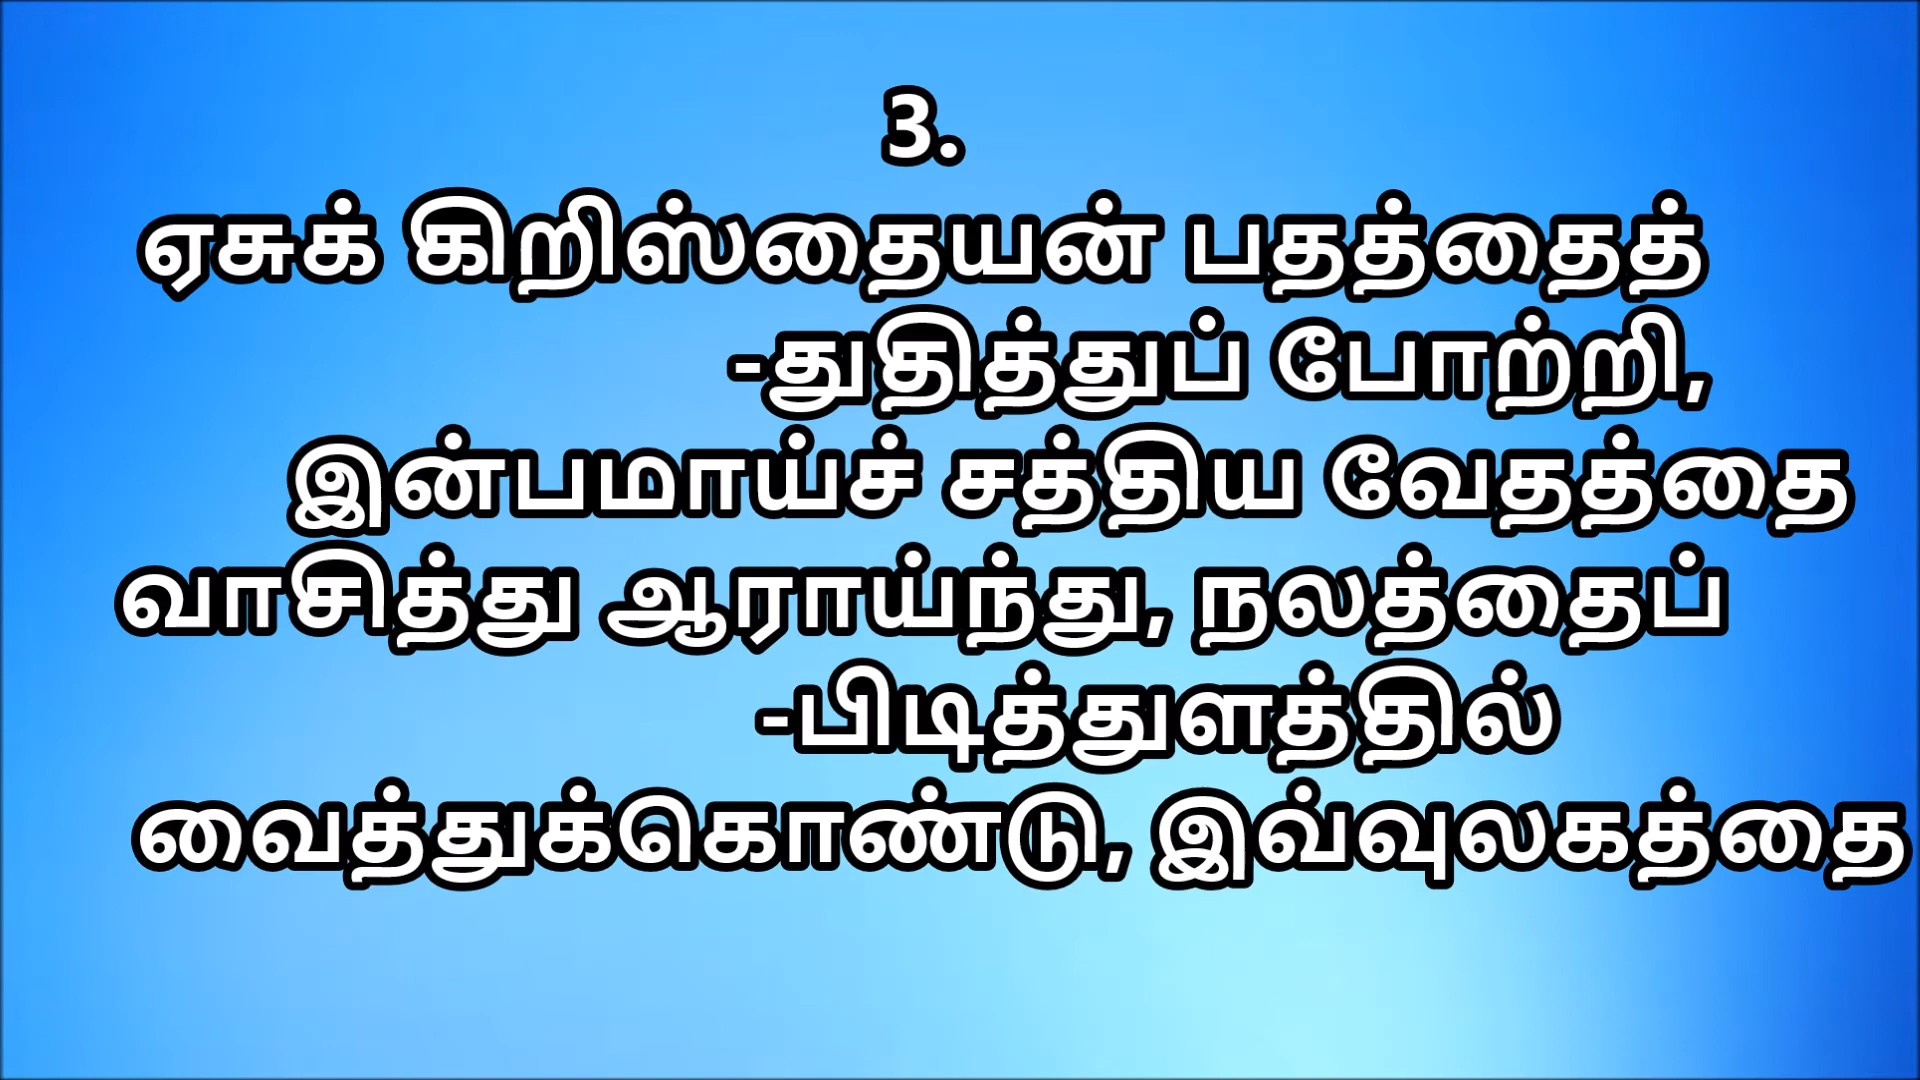 3.
ஏசுக் கிறிஸ்தையன் பதத்தைத்
-துதித்துப் போற்றி,
இன்பமாய்ச் சத்திய வேதத்தை
வாசித்து ஆராய்ந்து, நலத்தைப்
-பிடித்துளத்தில்
வைத்துக்கொண்டு, இவ்வுலகத்தை